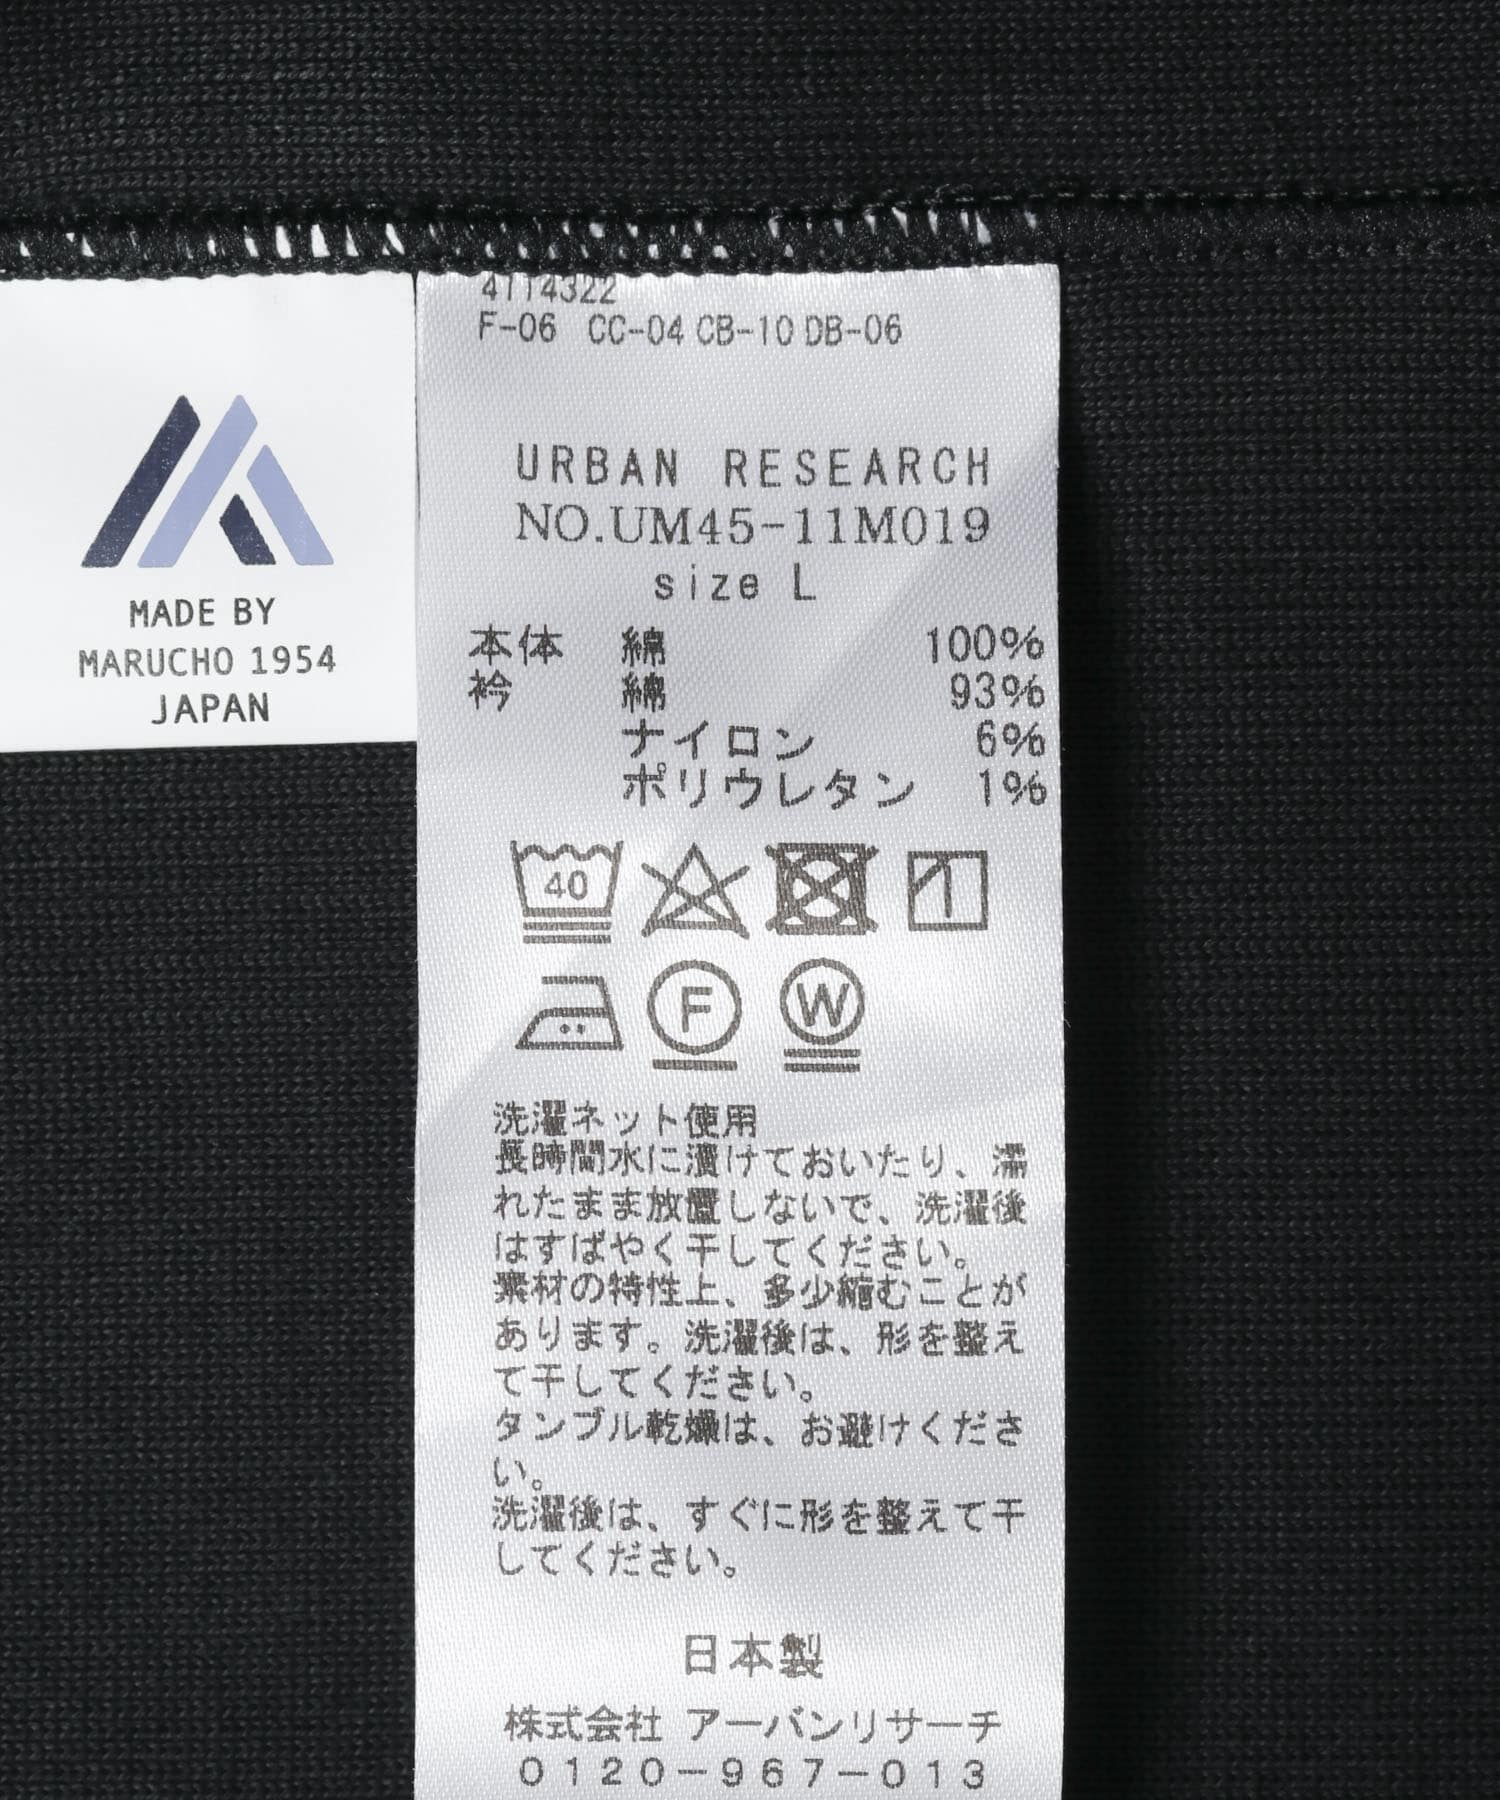 4114322
F-06 CC-04 CB-10 DB-06
URBAN RESEARCH
NO.UM45-11M019
size L
本体 綿 100%
衿 綿 93%
ナイロン 6%
ポリウレタン 1%
40
F
W
洗濯ネット使用
長時間水に漬けておいたり、濡
れたまま放置しないで、洗濯後
はすばやく干してください。
素材の特性上、多少縮むことが
あります。洗濯後は、形を整え
て干してください。
タンブル乾燥は、お避けくださ
い。
洗濯後は、すぐに形を整えて干
してください。
日本製
株式会社 アーバンリサーチ
0120-967-013
MADE BY
MARUCHO 1954
JAPAN